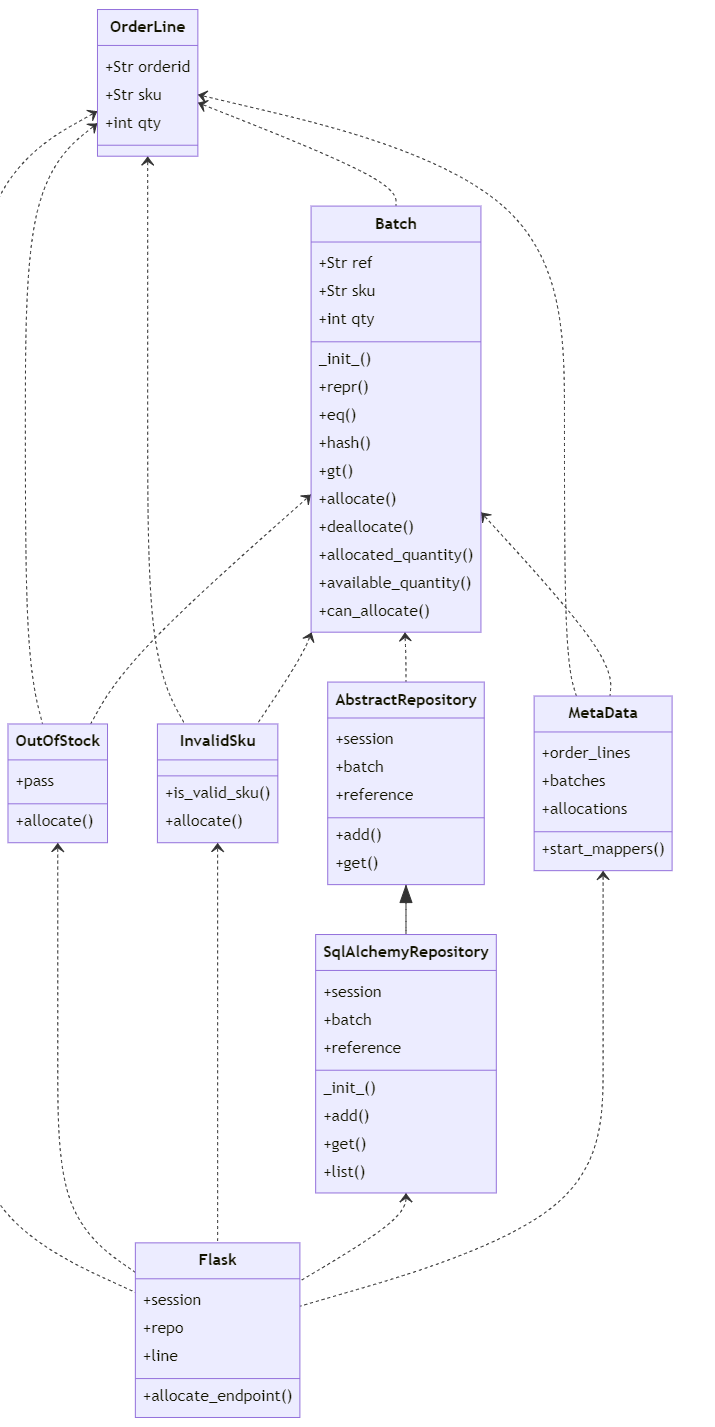 OrderLine
+Str orderid
+Str sku
+int qty
Batch
+Str ref
+Str sku
+int qty
_init_()
+repr()
+eq()
+hash()
+gt()
+allocate()
+deallocate()
+allocated_quantity()
+available_quantity()
+can_allocate()
OutOfStock
+pass
+allocate()
InvalidSku
+is_valid_sku()
+allocate()
AbstractRepository
+session
+batch
+reference
+add()
+get()
MetaData
+order_lines
+batches
+allocations
+start_mappers()
SqlAlchemyRepository
+session
+batch
+reference
_init_()
+add()
+get()
+list()
Flask
+session
+repo
+line
+allocate_endpoint()